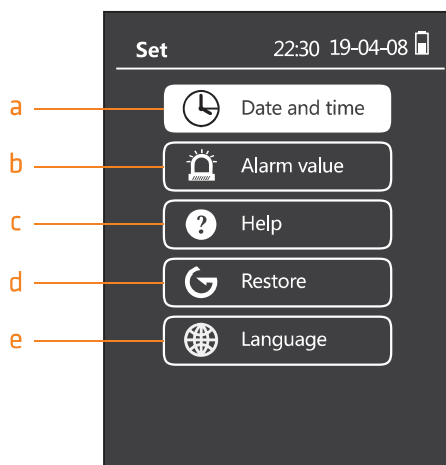 Set 22:30 19-04-08
a Date and time
b Alarm value
c ? Help
d Restore
e Language